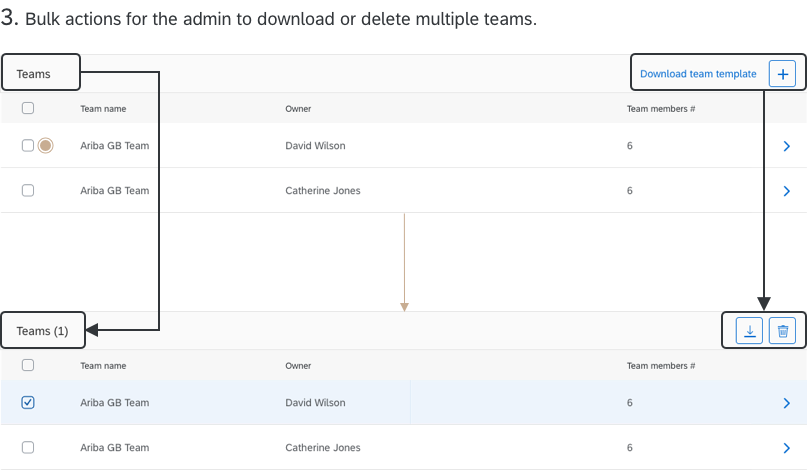 3. Bulk actions for the admin to download or delete multiple teams.
Teams
Download team template
Team name Owner Team members #
Ariba GB Team David Wilson 6
Ariba GB Team Catherine Jones 6
Teams (1)
Team name Owner Team members #
Ariba GB Team David Wilson 6
Ariba GB Team Catherine Jones 6